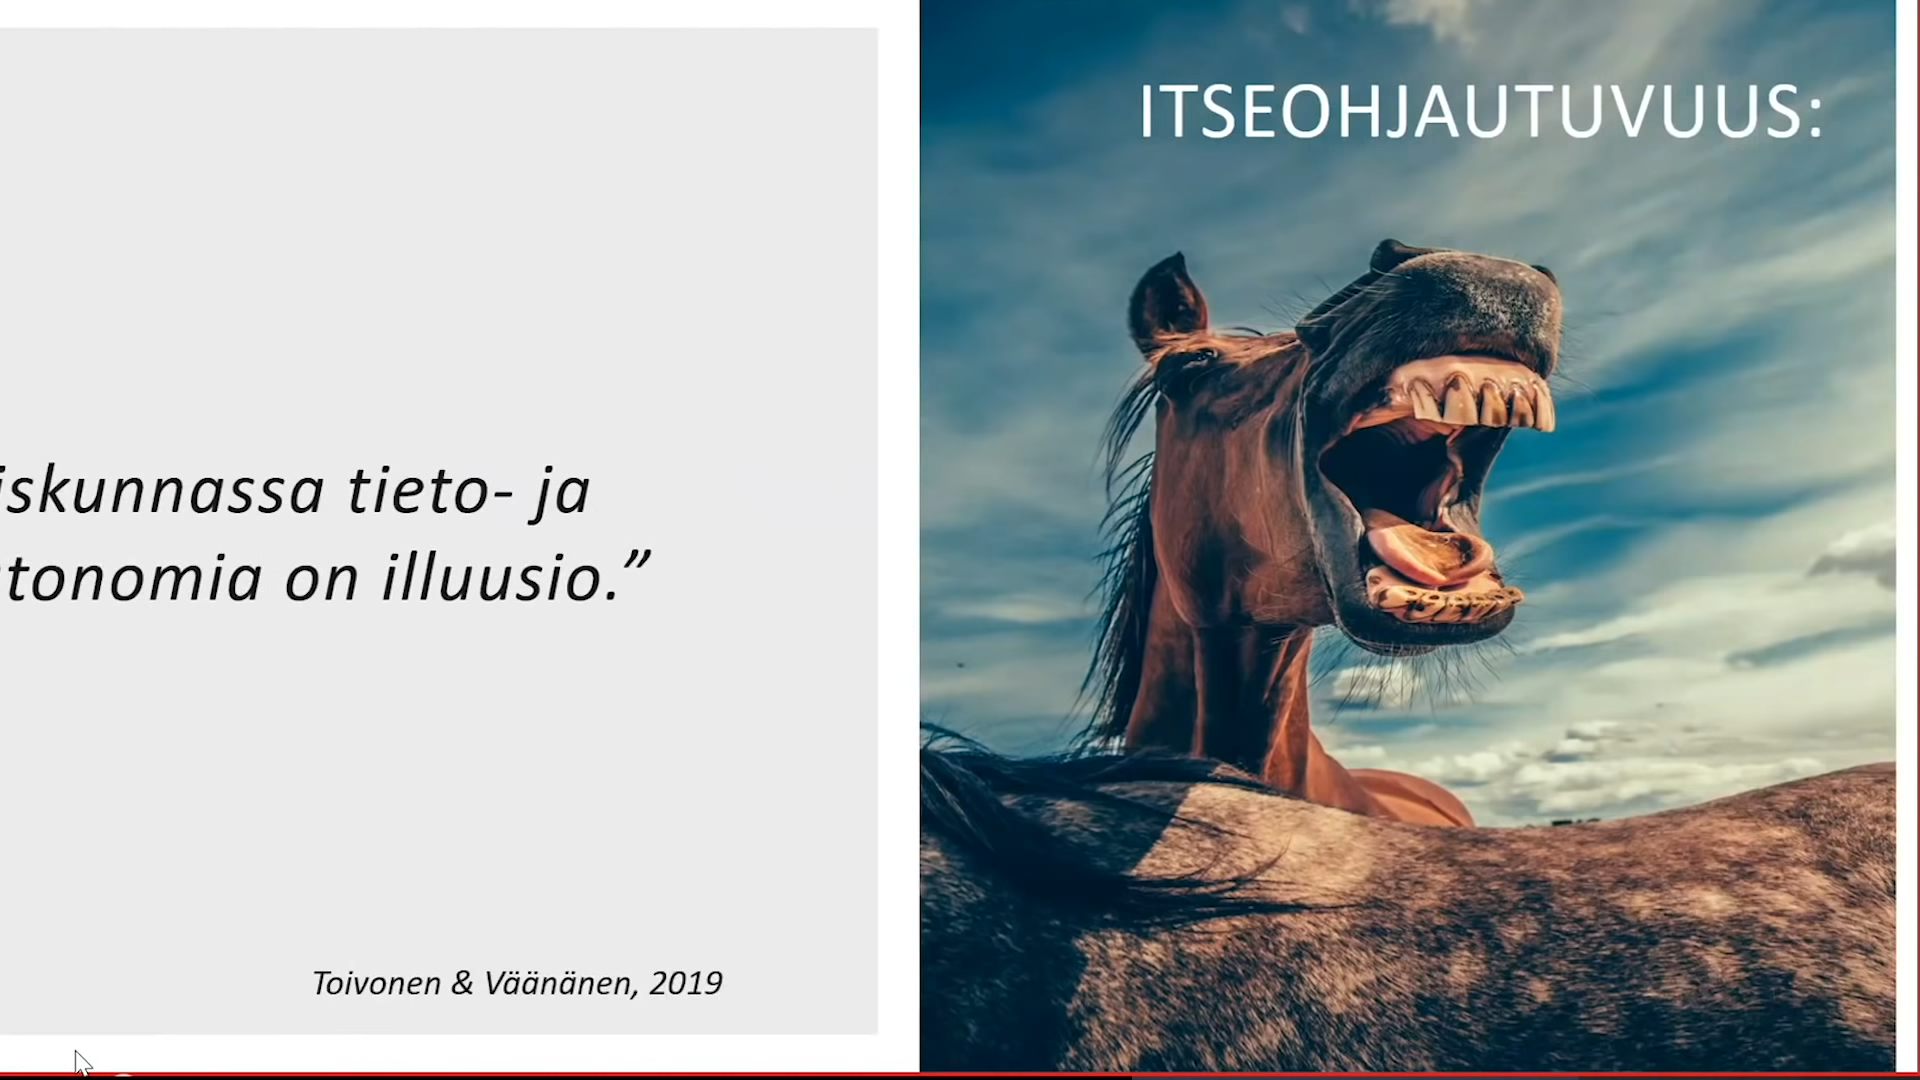 iskunnassa tieto- ja
tonomia on illuusio.”
Toivonen & Väänänen, 2019
ITSEOHJAUTUVUUS: